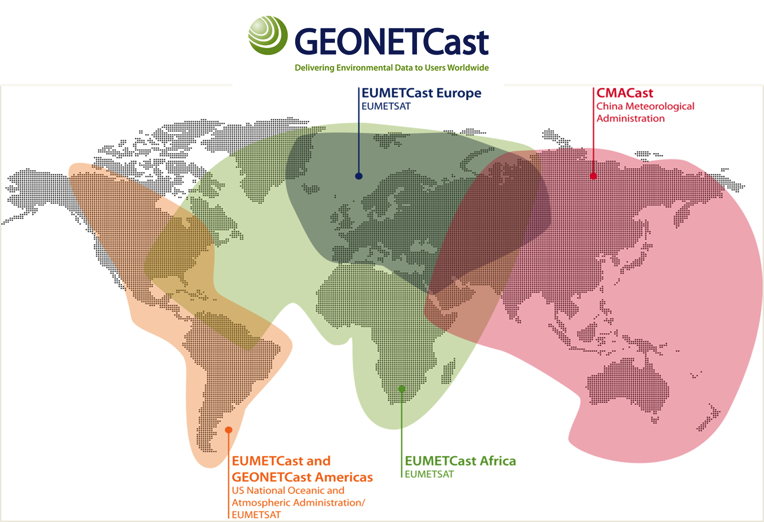 GEONETCast
Delivering Environmental Data to Users Worldwide
EUMETCast Europe
EUMETSAT
CMACast
China Meteorological
Administration
EUMETCast and
GEONETCast Americas
US National Oceanic and
Atmospheric Administration/
EUMETSAT
EUMETCast Africa
EUMETSAT